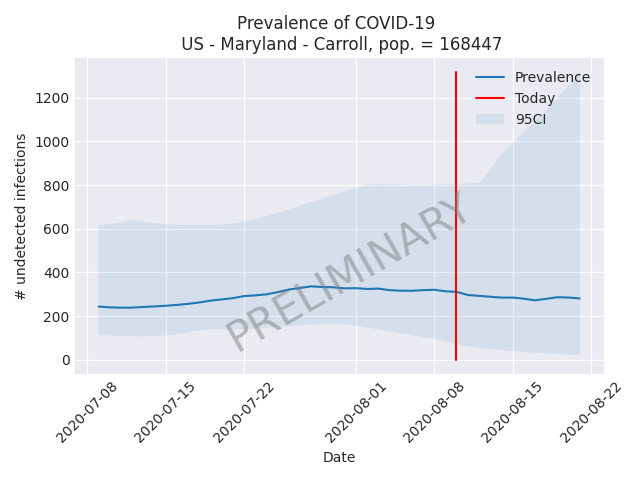 Prevalence of COVID-19
US - Maryland - Carroll, pop. = 168447
Prevalence
Today
95CI
PRELIMINARY
# undetected infections
1200
1000
800
600
400
200
0
2020-07-08
2020-07-15
2020-07-22
2020-08-01
2020-08-08
2020-08-15
2020-08-22
Date